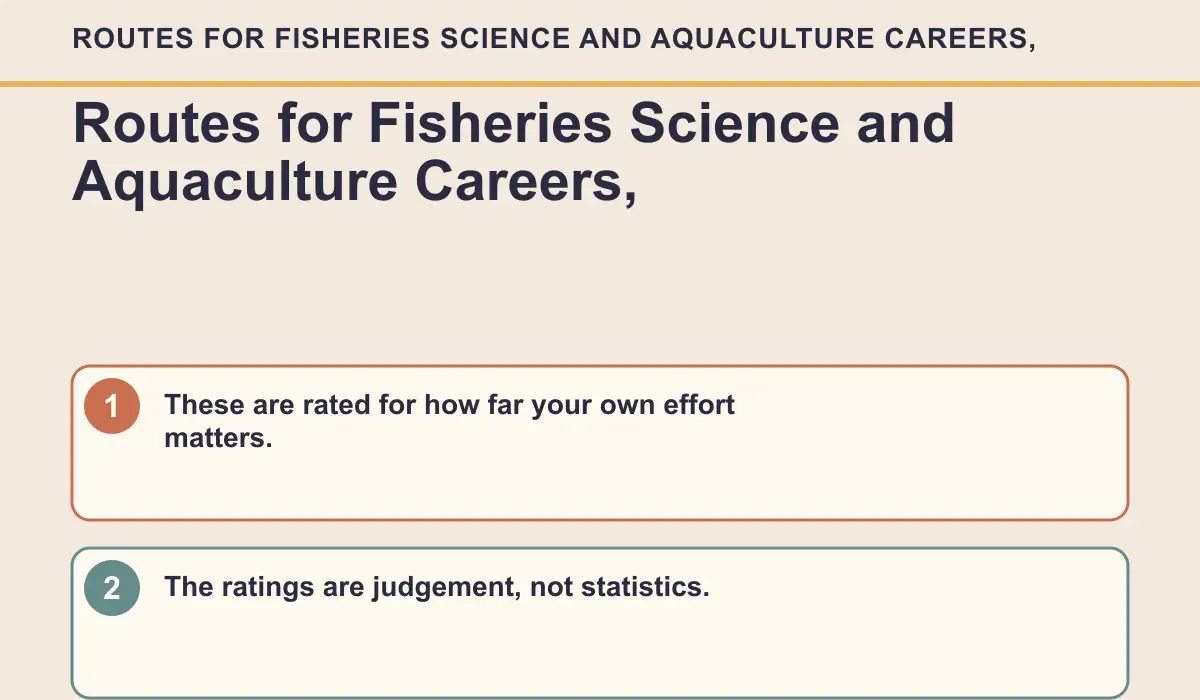 ROUTES FOR FISHERIES SCIENCE AND AQUACULTURE CAREERS,
Routes for Fisheries Science and
Aquaculture Careers,
1
These are rated for how far your own effort
matters.
2
The ratings are judgement, not statistics.